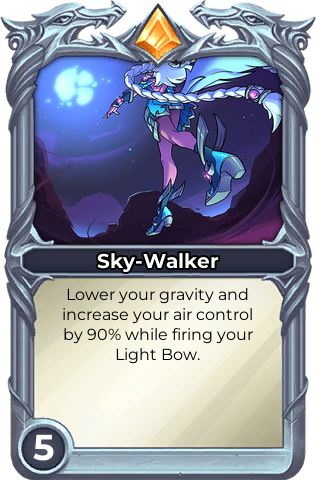 Sky-Walker
Lower your gravity and
increase your air control
by 90% while firing your
Light Bow.
5